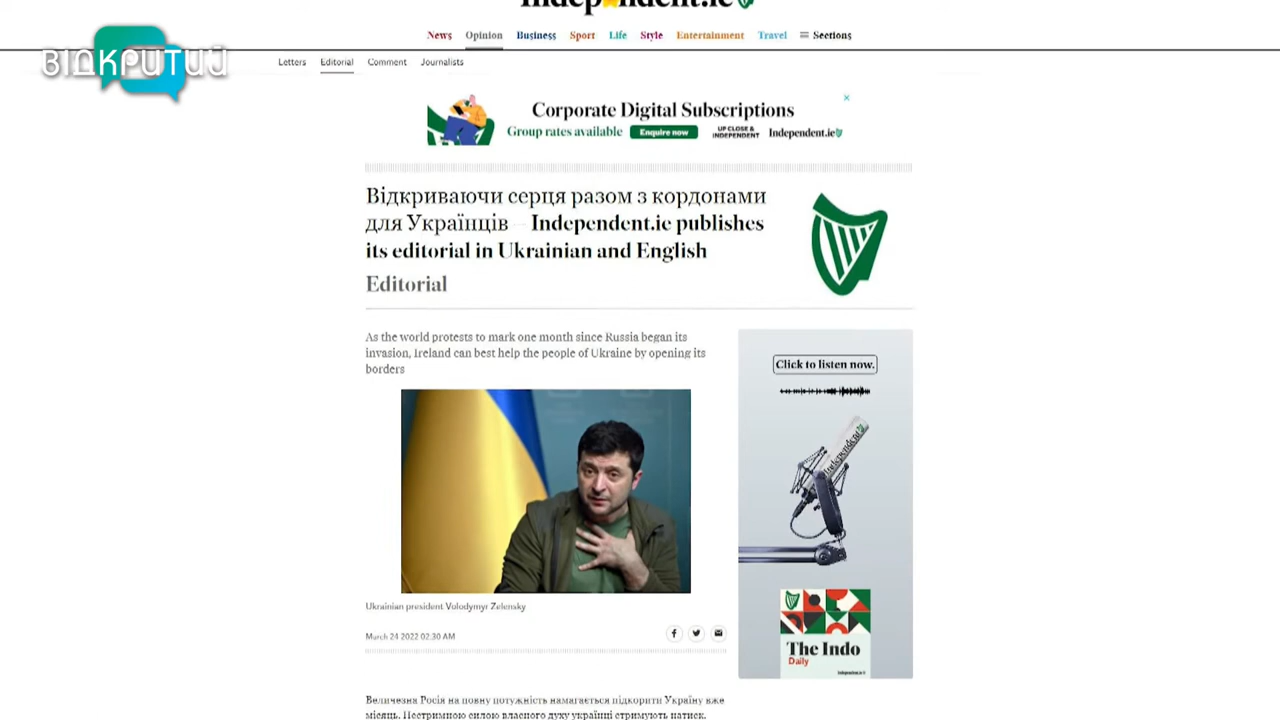 Independent.ie
ВІДКРИТИЙ
News Opinion Business Sport Life Style Entertainment Travel Sections
Letters Editorial Comment Journalists
Corporate Digital Subscriptions
Group rates available Enquire now UP CLOSE & INDEPENDENT Independent.ie
Відкриваючи серця разом з кордонами
для Українців – Independent.ie publishes
its editorial in Ukrainian and English
Editorial
As the world protests to mark one month since Russia began its
invasion, Ireland can best help the people of Ukraine by opening its
borders
Click to listen now.
Independent.ie
Ukrainian president Volodymyr Zelensky
March 24 2022 02:30 AM
The Indo
Daily
Independent.ie
Величезна Росія на повну потужність намагається підкорити Україну вже
місяць. Нестримною силою власного духу українці стримують натиск.